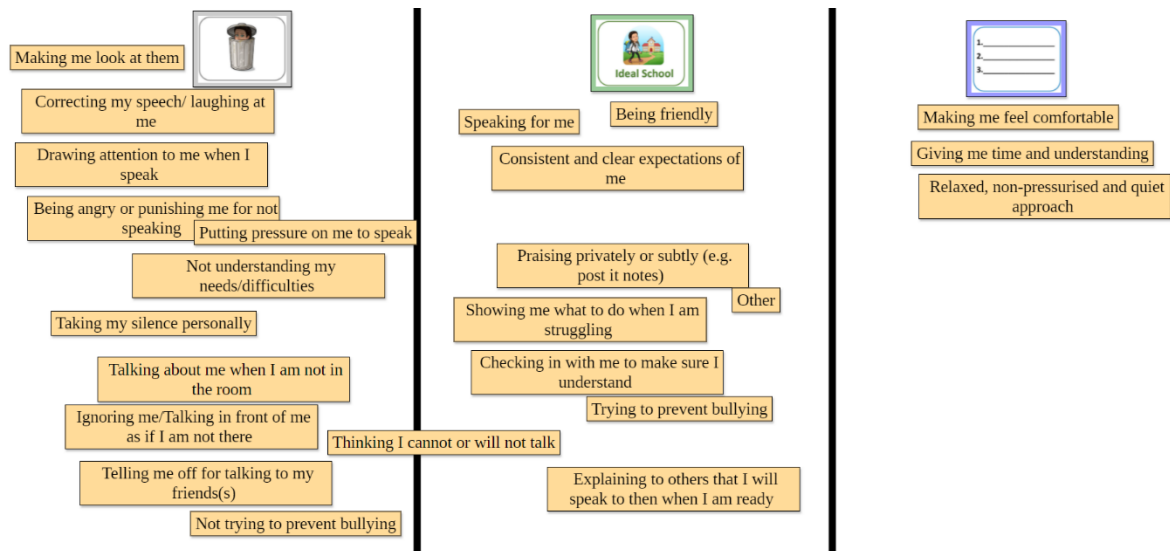 Making me look at them
Correcting my speech/ laughing at
me
Drawing attention to me when I
speak
Being angry or punishing me for not
speaking
Putting pressure on me to speak
Not understanding my
needs/difficulties
Taking my silence personally
Talking about me when I am not in
the room
Ignoring me/Talking in front of me
as if I am not there
Thinking I cannot or will not talk
Telling me off for talking to my
friends(s)
Not trying to prevent bullying
Ideal School
Being friendly
Speaking for me
Consistent and clear expectations of
me
Praising privately or subtly (e.g.
post it notes)
Other
Showing me what to do when I am
struggling
Checking in with me to make sure I
understand
Trying to prevent bullying
Explaining to others that I will
speak to then when I am ready
1.
2.
3.
Making me feel comfortable
Giving me time and understanding
Relaxed, non-pressurised and quiet
approach